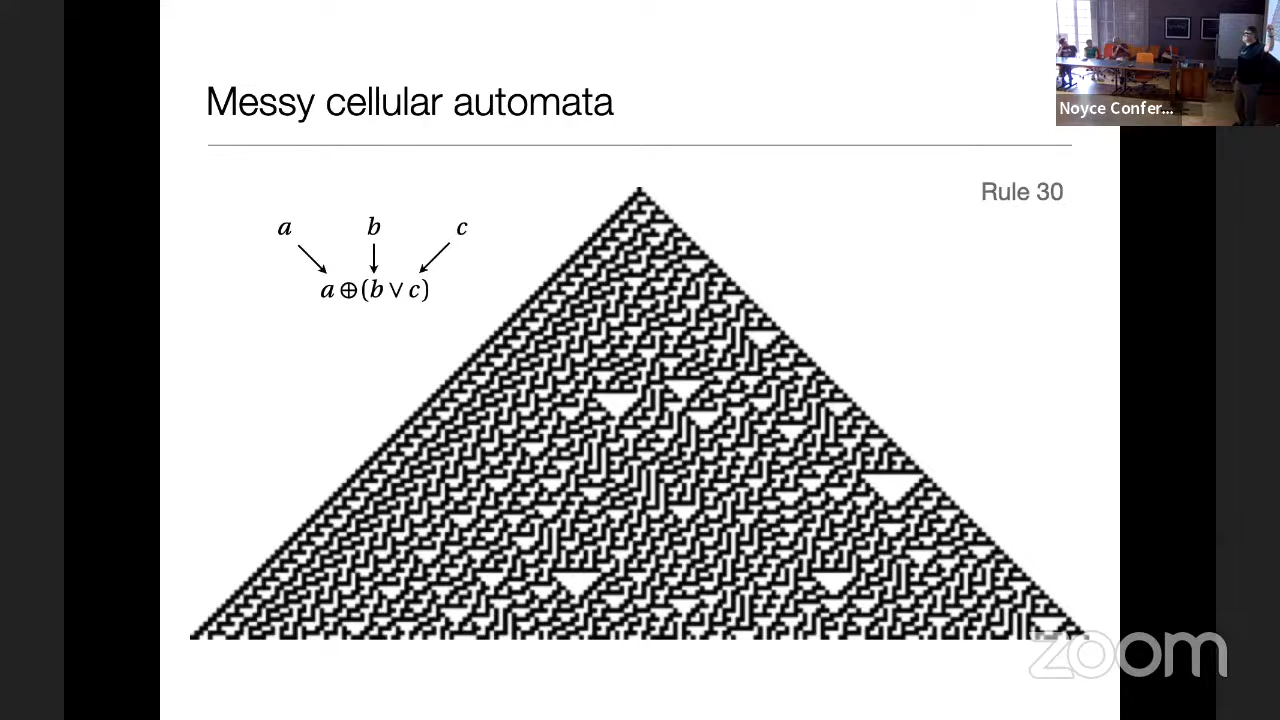 Messy cellular automata
Noyce Confer...
Rule 30
a b c
a ⊕ (b ∨ c)
zoom